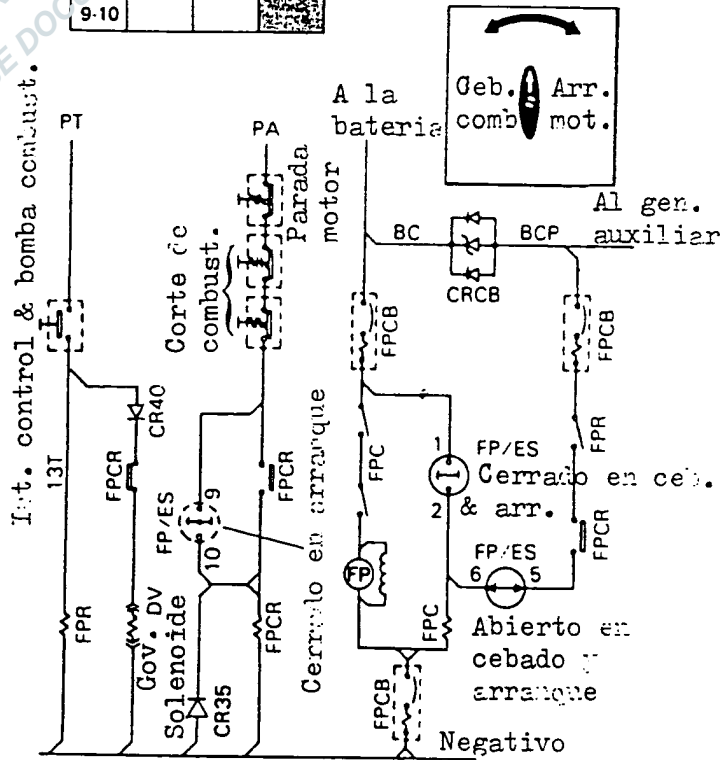 9-10
E DOCU
Int. control & bomba combust.
PT
PA
A la
bateria
Geb. Arr.
comb mot.
Parada
motor
Corte de
combust.
Al gen.
auxiliar
BC
BCP
CRCB
FPCB
FPCB
CR40
13T
FPCR
FP/ES
9
10
FPCR
Cerrado en arranque
FPC
1
2
FP/ES
Cerrado en ceb.
& arr.
FPR
FPCR
FP/ES
6
5
FP
FPR
Gov. DV
Solenoide
CR35
FPCR
FPC
FPCB
Abierto en
cebado y
arranque
Negativo